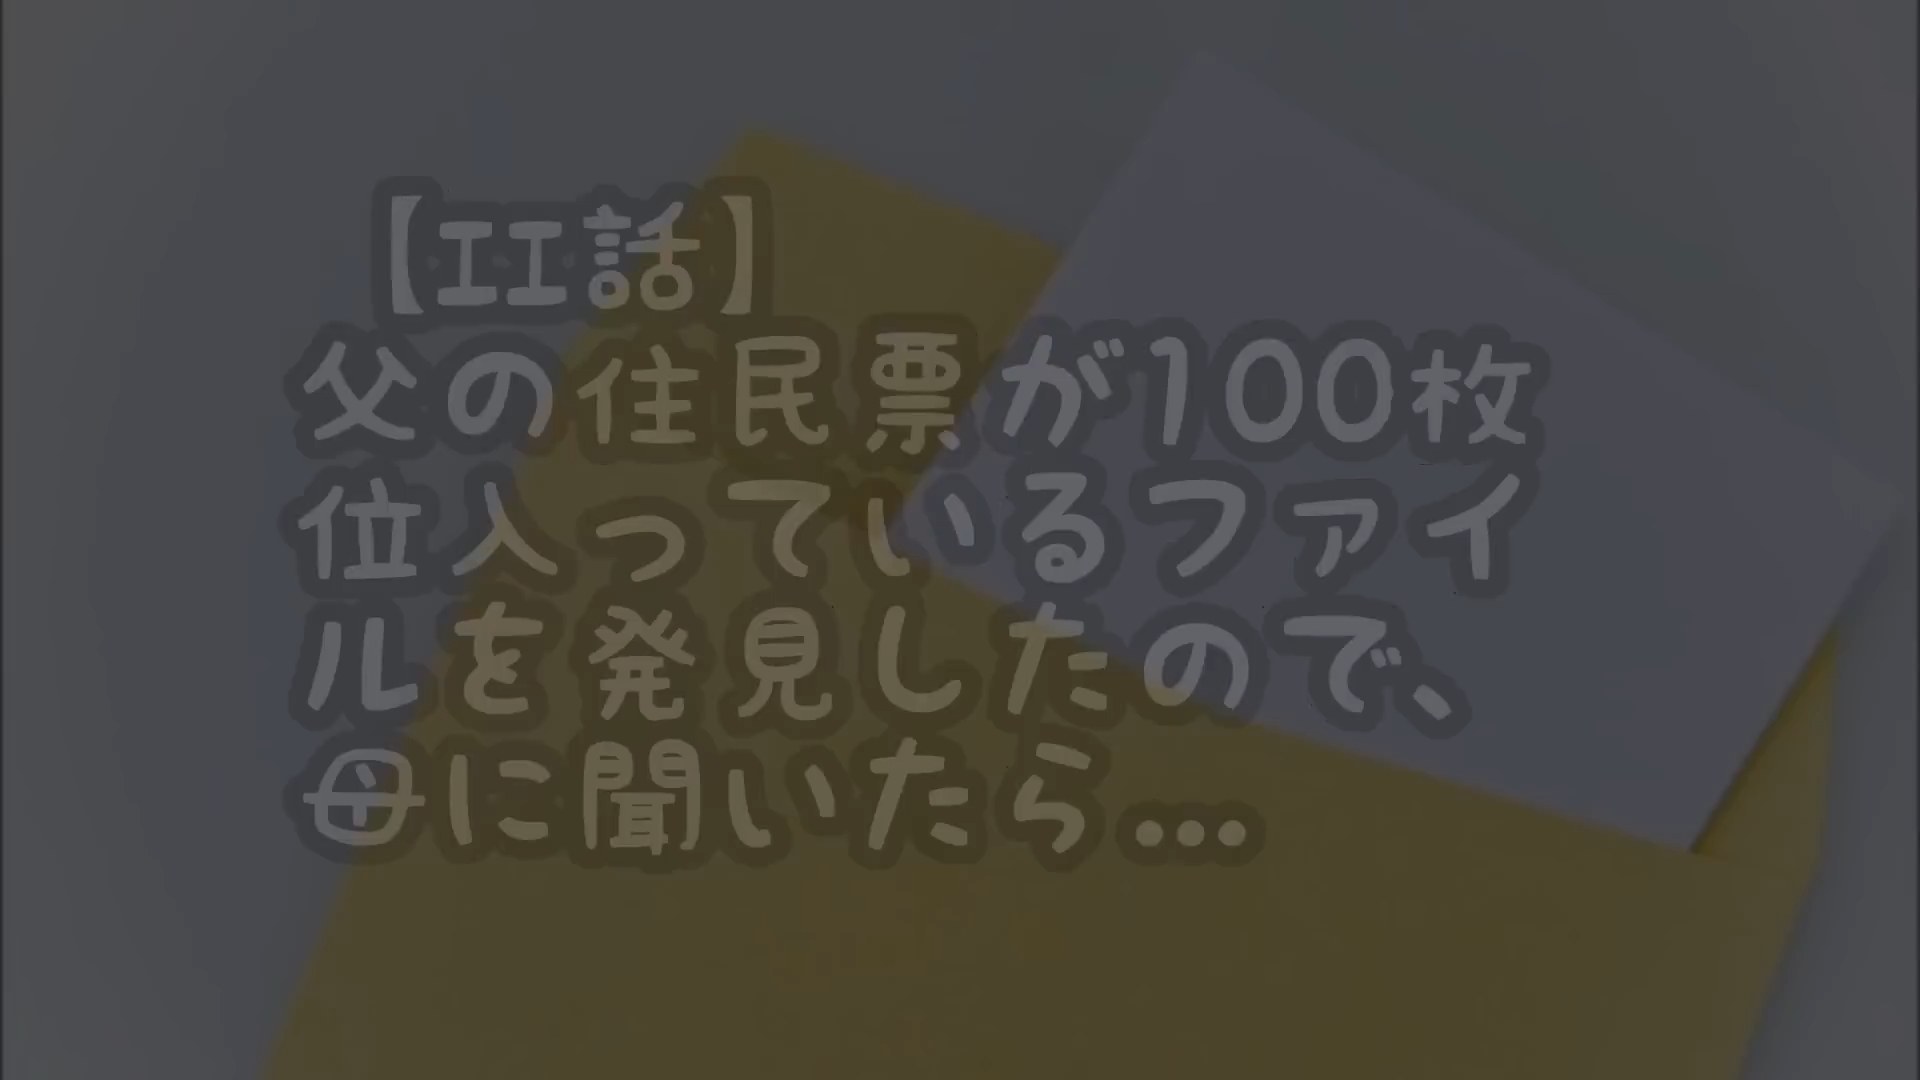 【エエ話】
父の住民票が100枚
位入っているファイ
ルを発見したので、
母に聞いたら…